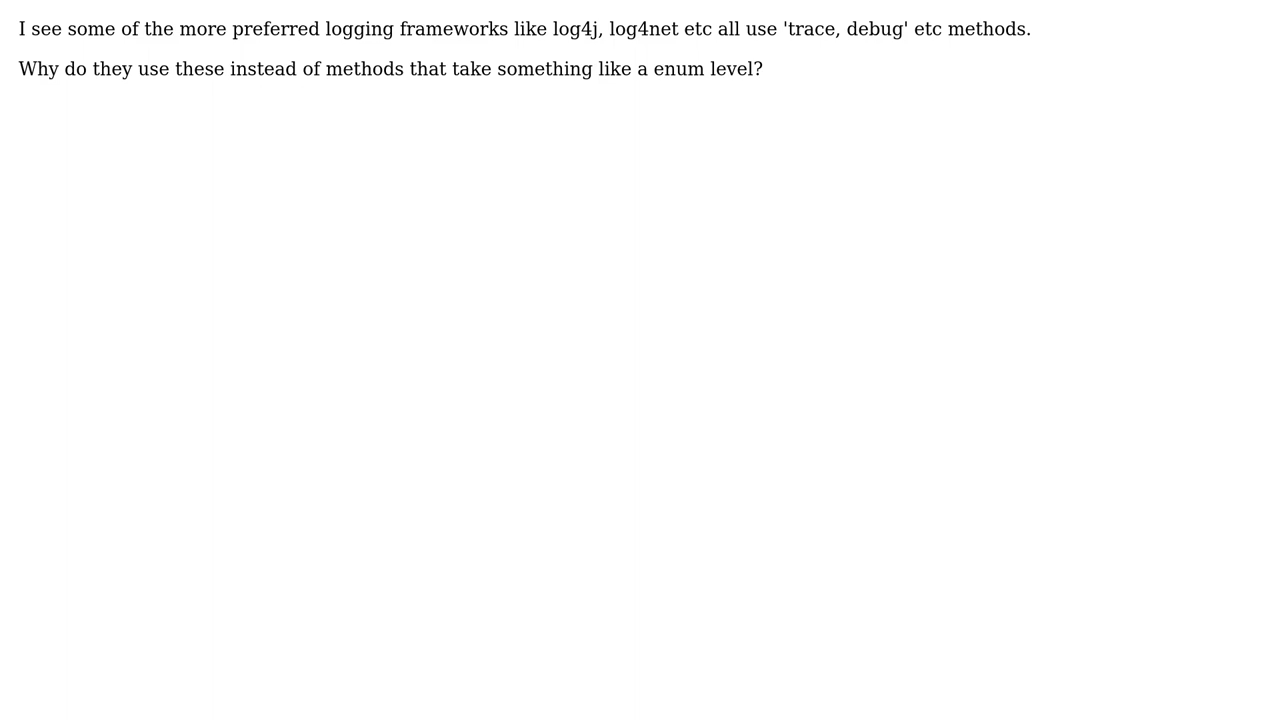 I see some of the more preferred logging frameworks like log4j, log4net etc all use 'trace, debug' etc methods.
Why do they use these instead of methods that take something like a enum level?